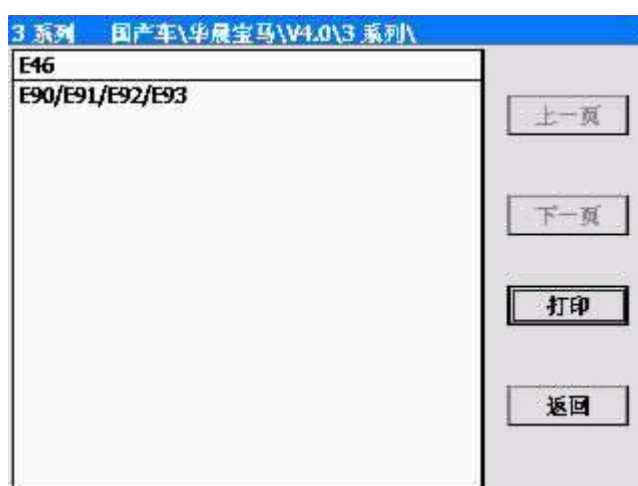 3 系列 国产车\华晨宝马\V4.0\3 系列\
E46
E90/E91/E92/E93
上一页
下一页
打印
返回